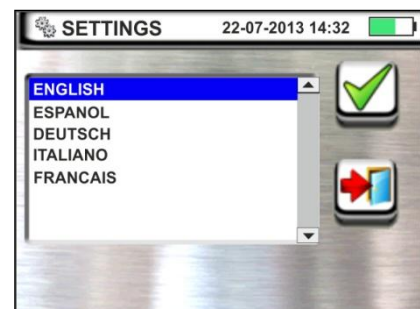 SETTINGS 22-07-2013 14:32
ENGLISH
ESPANOL
DEUTSCH
ITALIANO
FRANCAIS